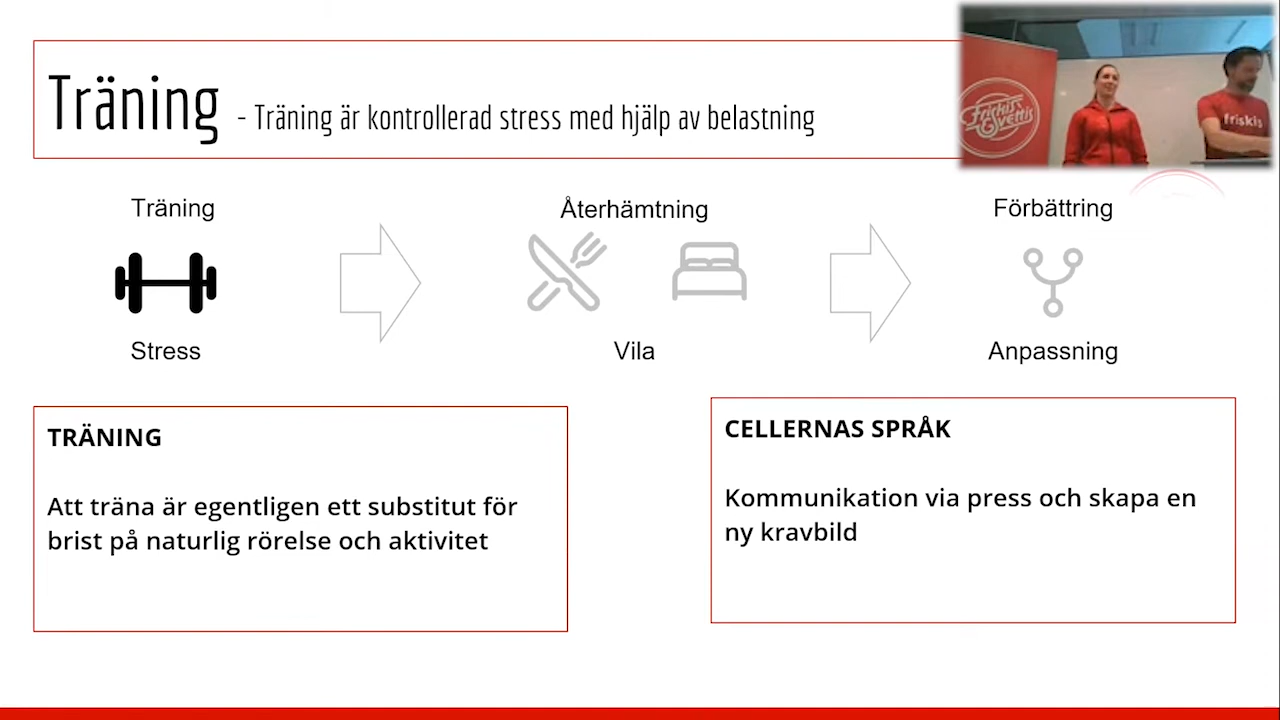 Träning - Träning är kontrollerad stress med hjälp av belastning
Friskis & Svettis
friskis
Träning
Återhämtning
Förbättring
Stress
Vila
Anpassning
TRÄNING
Att träna är egentligen ett substitut för
brist på naturlig rörelse och aktivitet
CELLERNAS SPRÅK
Kommunikation via press och skapa en
ny kravbild